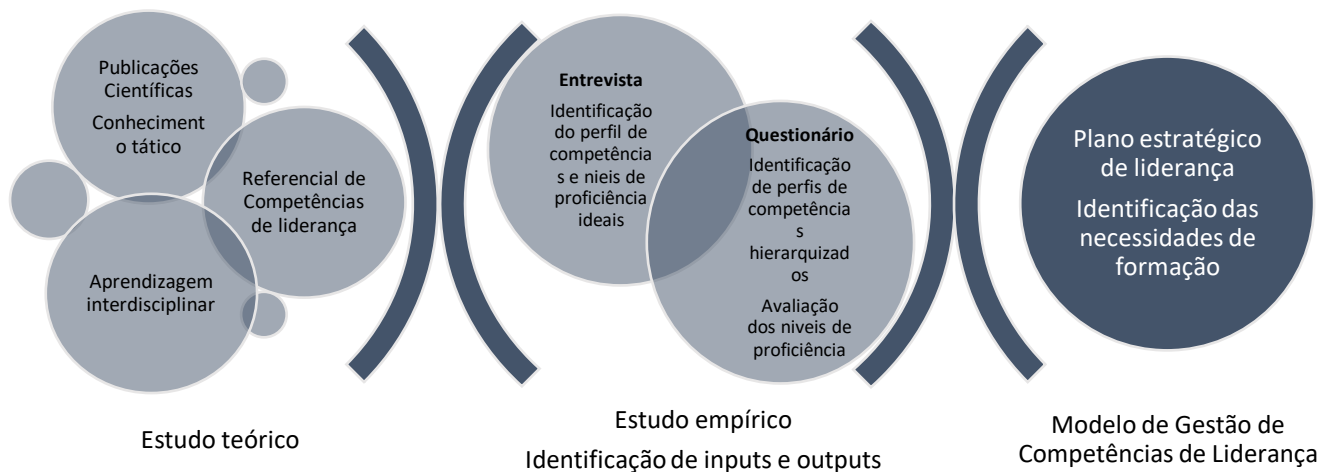 Publicações
Científicas
Conheciment
o tático
Referencial de
Competências
de liderança
Aprendizagem
interdisciplinar
Estudo teórico
Entrevista
Identificação
do perfil de
competência
s e nieis de
proficiência
ideais
Questionário
Identificação
de perfis de
competência
s
hierarquizad
os
Avaliação
dos niveis de
proficiência
Estudo empírico
Identificação de inputs e outputs
Plano estratégico
de liderança
Identificação das
necessidades de
formação
Modelo de Gestão de
Competências de Liderança